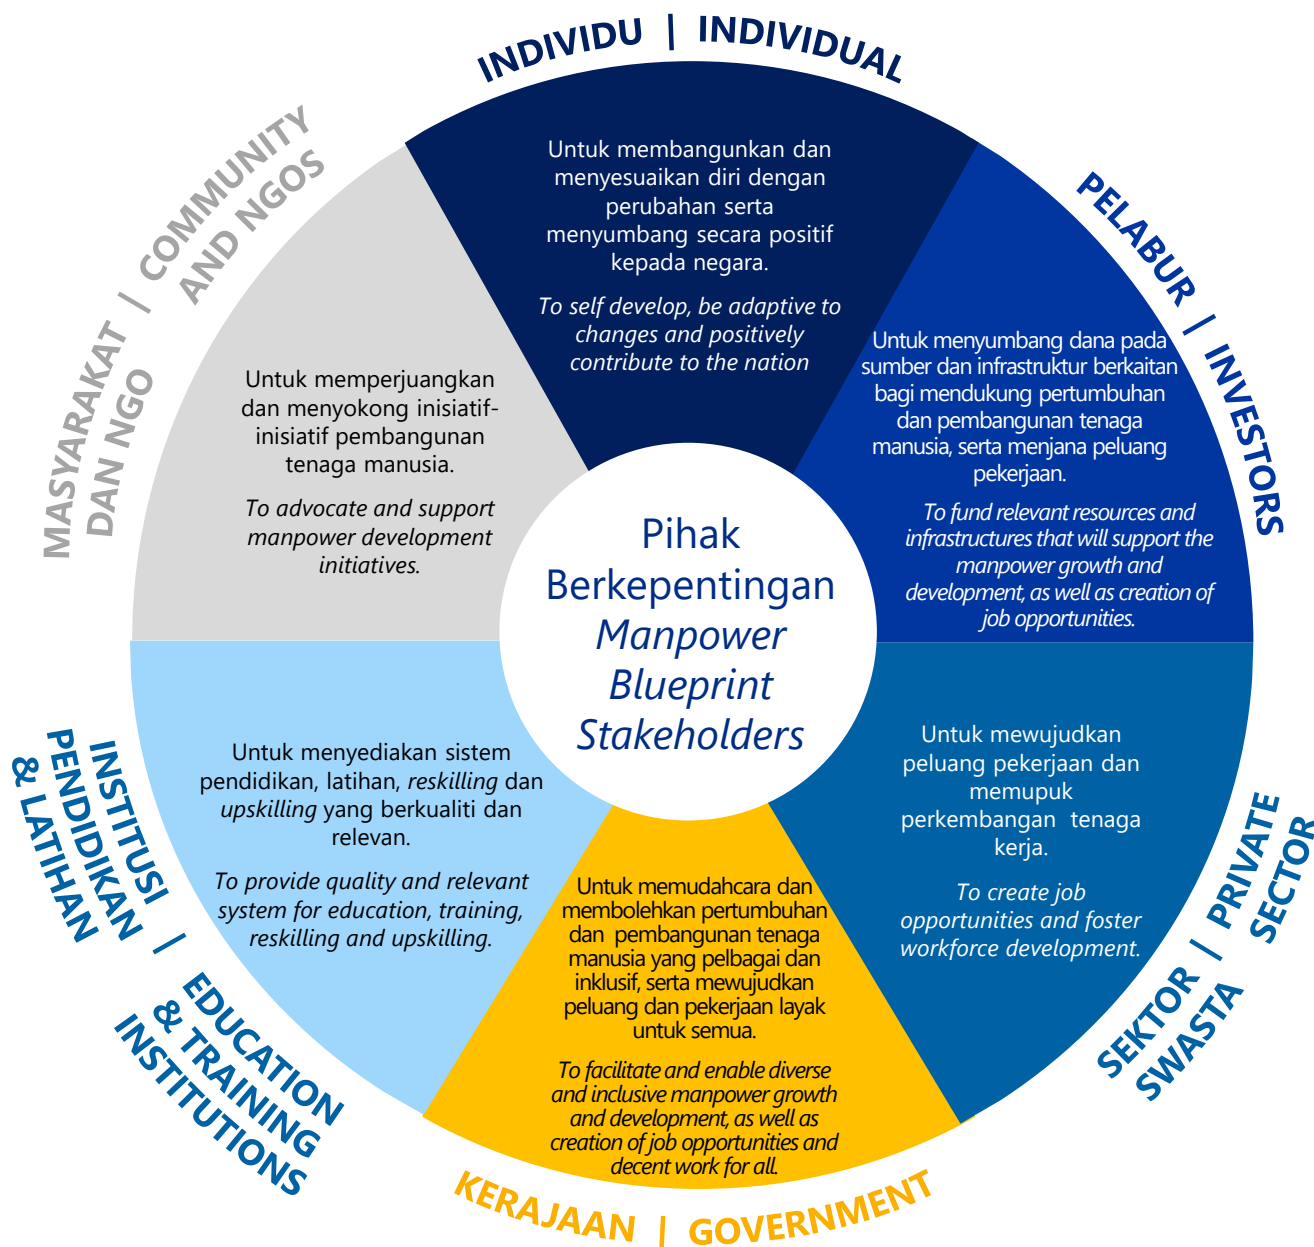 INDIVIDU | INDIVIDUAL
Untuk membangunkan dan
menyesuaikan diri dengan
perubahan serta
menyumbang secara positif
kepada negara.
To self develop, be adaptive to
changes and positively
contribute to the nation
PELABUR | INVESTORS
Untuk menyumbang dana pada
sumber dan infrastruktur berkaitan
bagi mendukung pertumbuhan
dan pembangunan tenaga
manusia, serta menjana peluang
pekerjaan.
To fund relevant resources and
infrastructures that will support the
manpower growth and
development, as well as creation of
job opportunities.
SEKTOR | PRIVATE
SWASTA SECTOR
Untuk mewujudkan
peluang pekerjaan dan
memupuk
perkembangan tenaga
kerja.
To create job
opportunities and foster
workforce development.
KERAJAAN | GOVERNMENT
Untuk memudahcara dan
membolehkan pertumbuhan
dan pembangunan tenaga
manusia yang pelbagai dan
inklusif, serta mewujudkan
peluang dan pekerjaan layak
untuk semua.
To facilitate and enable diverse
and inclusive manpower growth
and development, as well as
creation of job opportunities and
decent work for all.
INSTITUSI | EDUCATION
PENDIDIKAN & TRAINING
& LATIHAN INSTITUTIONS
Untuk menyediakan sistem
pendidikan, latihan, reskilling dan
upskilling yang berkualiti dan
relevan.
To provide quality and relevant
system for education, training,
reskilling and upskilling.
MASYARAKAT | COMMUNITY
DAN NGO AND NGOS
Untuk memperjuangkan
dan menyokong inisiatif-
inisiatif pembangunan
tenaga manusia.
To advocate and support
manpower development
initiatives.
Pihak
Berkepentingan
Manpower
Blueprint
Stakeholders